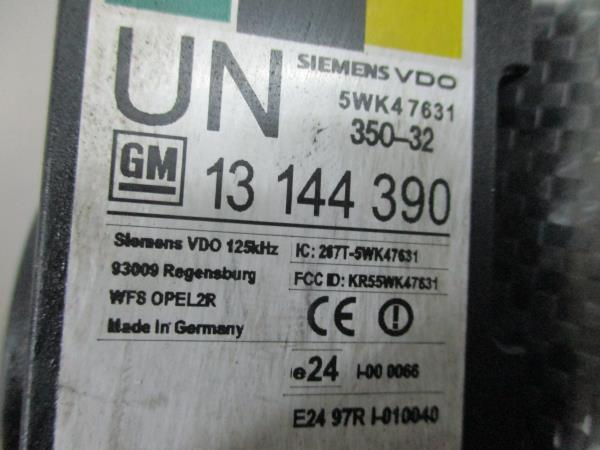 UN
SIEMENS VDO
5WK47631
350-32
GM 13 144 390
Siemens VDO 125kHz
93009 Regensburg
WFS OPEL2R
Made in Germany
IC: 267T-5WK47631
FCC ID: KR55WK47631
CE
e24 I-00 0066
E24 97R I-010040